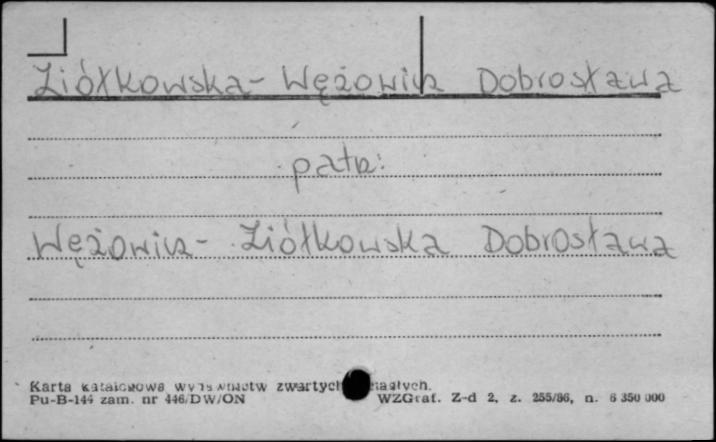 Ziółkowska-Wężowicz Dobrosława
patrz:
Wężowicz-Ziółkowska Dobrosława
Karta katalogowa wydawnictw zwartych ciągłych.
Pu-B-144 zam. nr 446/DW/ON WZGraf. Z-d 2, z. 255/86, n. 6 350 000